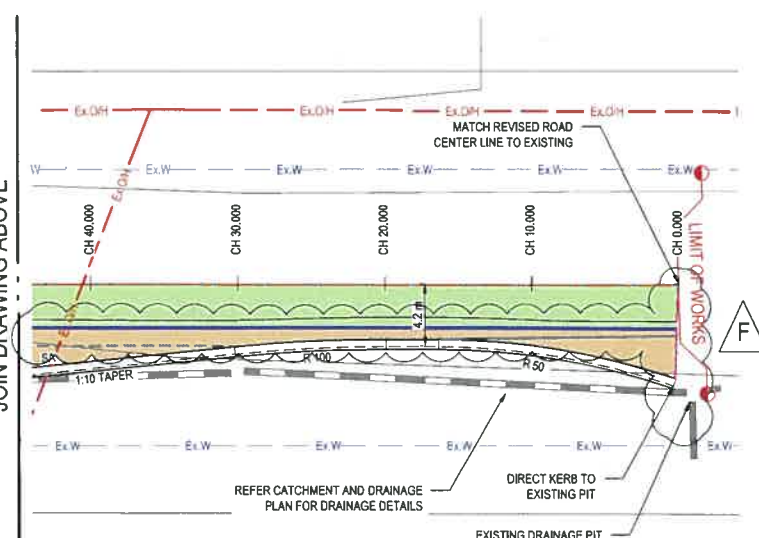 JOIN DRAWING ABOVE
Ex.O/H Ex.O/H Ex.O/H Ex.O/H
MATCH REVISED ROAD
CENTER LINE TO EXISTING
W Ex.W Ex.W Ex.W Ex.W Ex.W
Ex.O/H
CH 40.000
CH 30.000
CH 20.000
CH 10.000
CH 0.000
LIMIT OF WORKS
4.2 m
F
SA
R 100
R 50
1:10 TAPER
Ex.W Ex.W Ex.W Ex.W Ex.W Ex.W
REFER CATCHMENT AND DRAINAGE
PLAN FOR DRAINAGE DETAILS
DIRECT KERB TO
EXISTING PIT
EXISTING DRAINAGE PIT